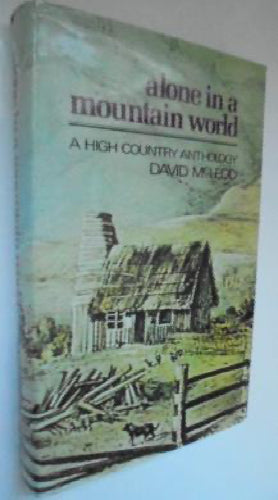 alone in a
mountain world
A HIGH COUNTRY ANTHOLOGY
DAVID McLEOD